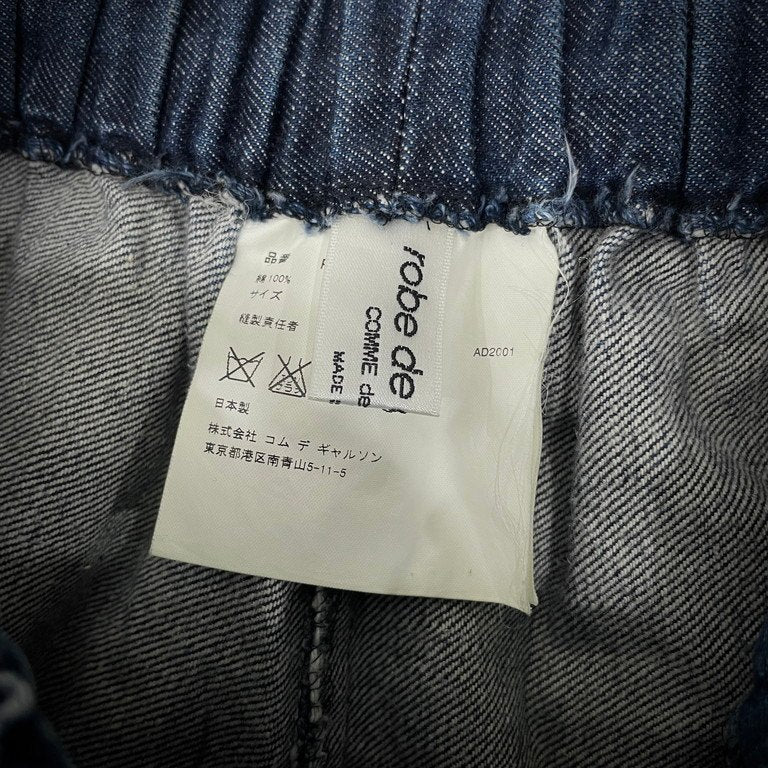 品番
綿100%
サイズ
縫製責任者
日本製
株式会社 コム デ ギャルソン
東京都港区南青山5-11-5
robe de
COMME de
MADE
AD2001